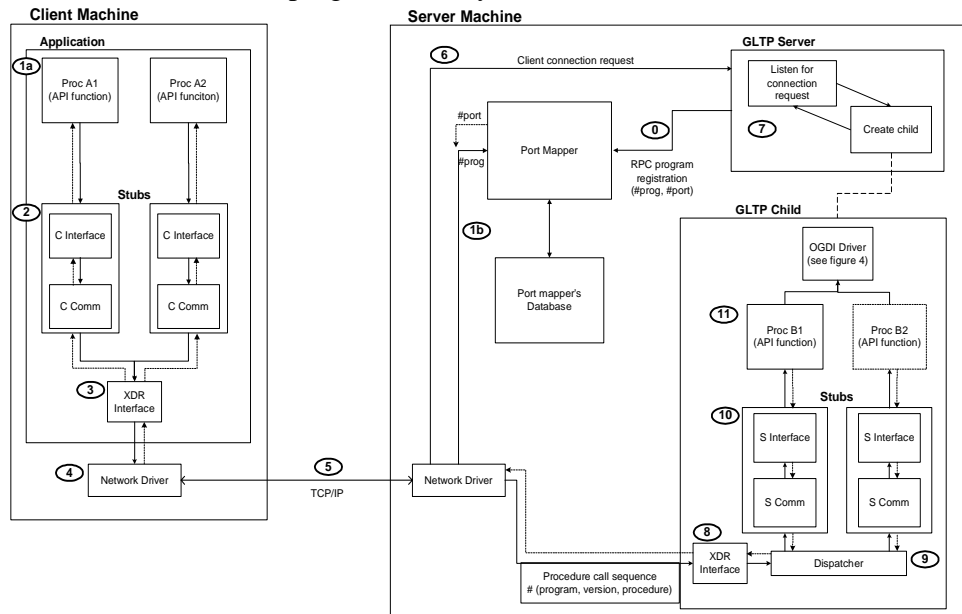 Client Machine
Application
1a
Proc A1
(API function)
Proc A2
(API funciton)
Stubs
2
C Interface
C Interface
C Comm
C Comm
3
XDR
Interface
4
Network Driver
5
TCP/IP
Server Machine
6
Client connection request
GLTP Server
Listen for
connection
request
7
Create child
#port
#prog
Port Mapper
0
RPC program
registration
(#prog, #port)
1b
Port mapper's
Database
GLTP Child
OGDI Driver
(see figure 4)
11
Proc B1
(API function)
Proc B2
(API function)
Stubs
10
S Interface
S Interface
S Comm
S Comm
Network Driver
8
XDR
Interface
Dispatcher
9
Procedure call sequence
# (program, version, procedure)